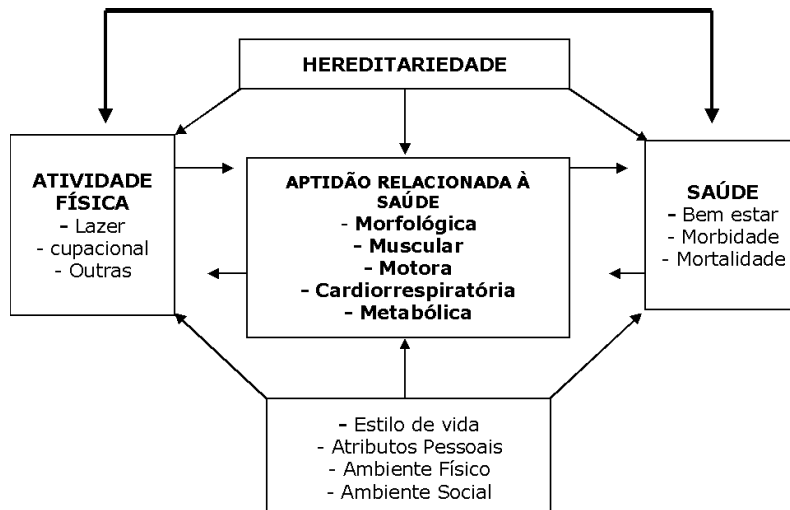 HEREDITARIEDADE
ATIVIDADE
FÍSICA
- Lazer
- cupacional
- Outras
APTIDÃO RELACIONADA À
SAÚDE
- Morfológica
- Muscular
- Motora
- Cardiorrespiratória
- Metabólica
SAÚDE
- Bem estar
- Morbidade
- Mortalidade
- Estilo de vida
- Atributos Pessoais
- Ambiente Físico
- Ambiente Social